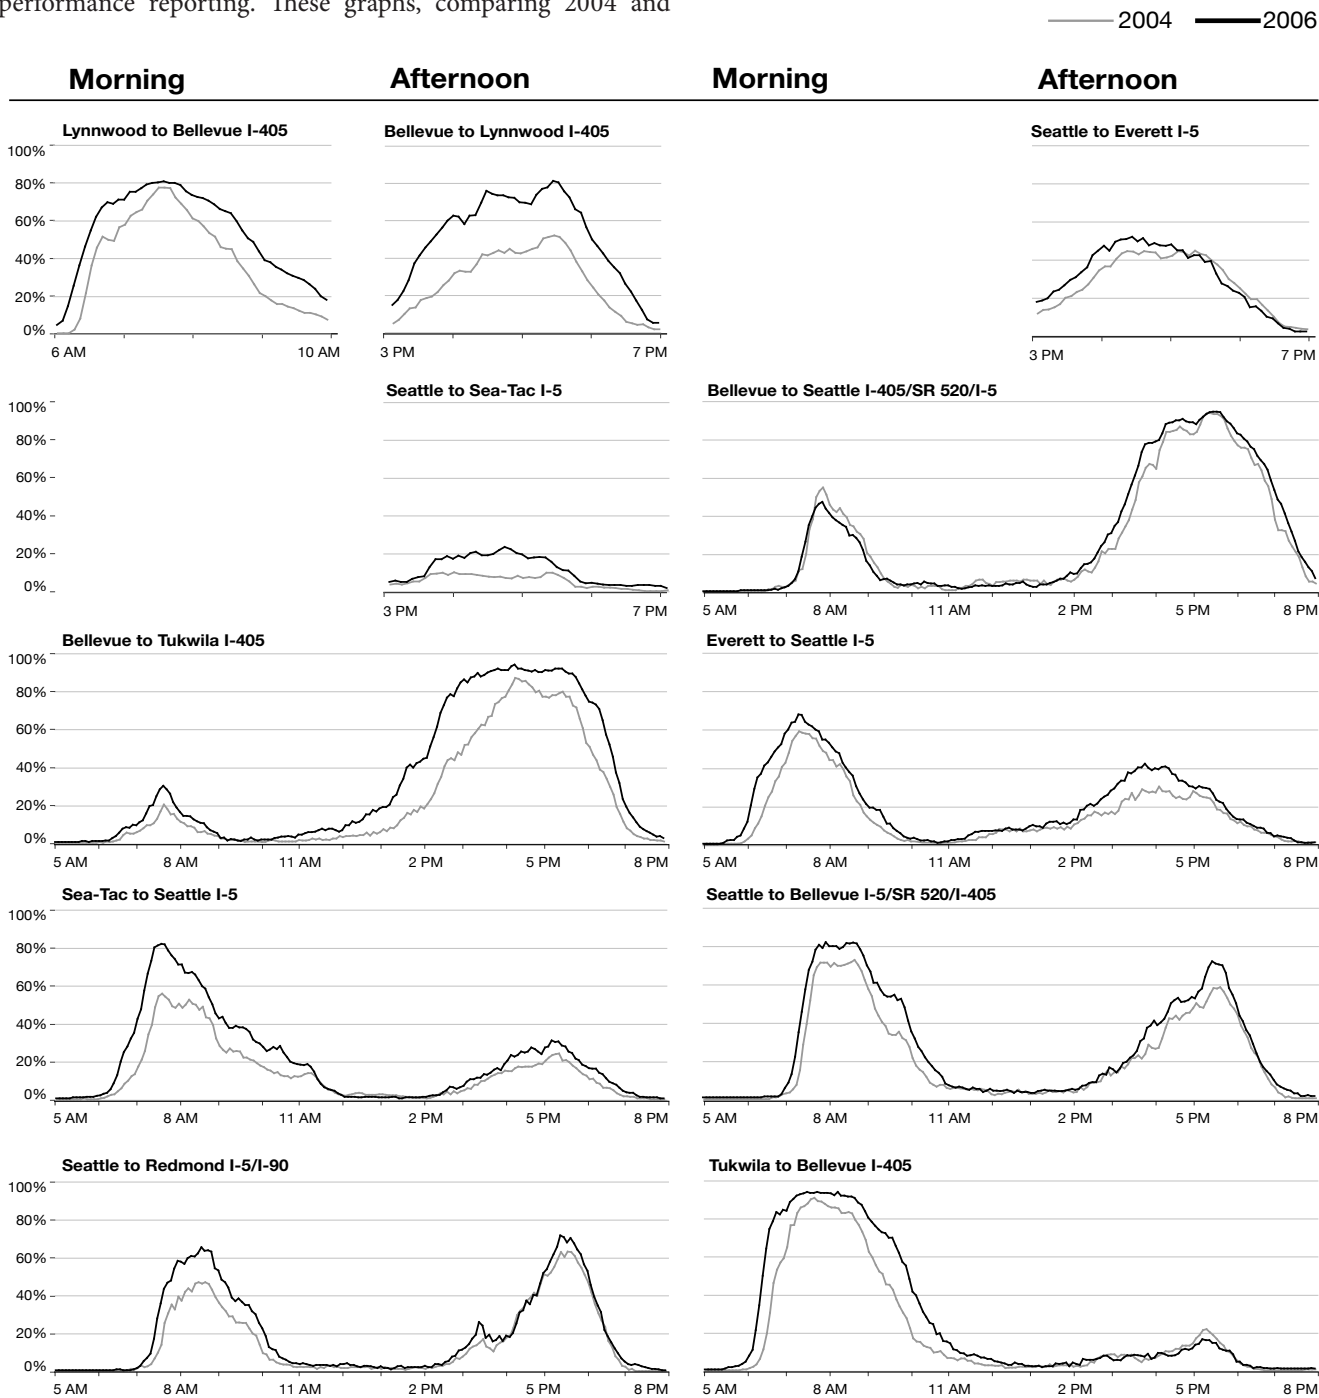 performance reporting. These graphs, comparing 2004 and
2004 2006
Morning Afternoon Morning Afternoon
Lynnwood to Bellevue I-405
100%
80%
60%
40%
20%
0%
6 AM 10 AM
Bellevue to Lynnwood I-405
3 PM 7 PM
Seattle to Everett I-5
3 PM 7 PM
100%
80%
60%
40%
20%
0%
Seattle to Sea-Tac I-5
3 PM 7 PM
Bellevue to Seattle I-405/SR 520/I-5
5 AM 8 AM 11 AM 2 PM 5 PM 8 PM
Bellevue to Tukwila I-405
100%
80%
60%
40%
20%
0%
5 AM 8 AM 11 AM 2 PM 5 PM 8 PM
Everett to Seattle I-5
5 AM 8 AM 11 AM 2 PM 5 PM 8 PM
Sea-Tac to Seattle I-5
100%
80%
60%
40%
20%
0%
5 AM 8 AM 11 AM 2 PM 5 PM 8 PM
Seattle to Bellevue I-5/SR 520/I-405
5 AM 8 AM 11 AM 2 PM 5 PM 8 PM
Seattle to Redmond I-5/I-90
100%
80%
60%
40%
20%
0%
5 AM 8 AM 11 AM 2 PM 5 PM 8 PM
Tukwila to Bellevue I-405
5 AM 8 AM 11 AM 2 PM 5 PM 8 PM